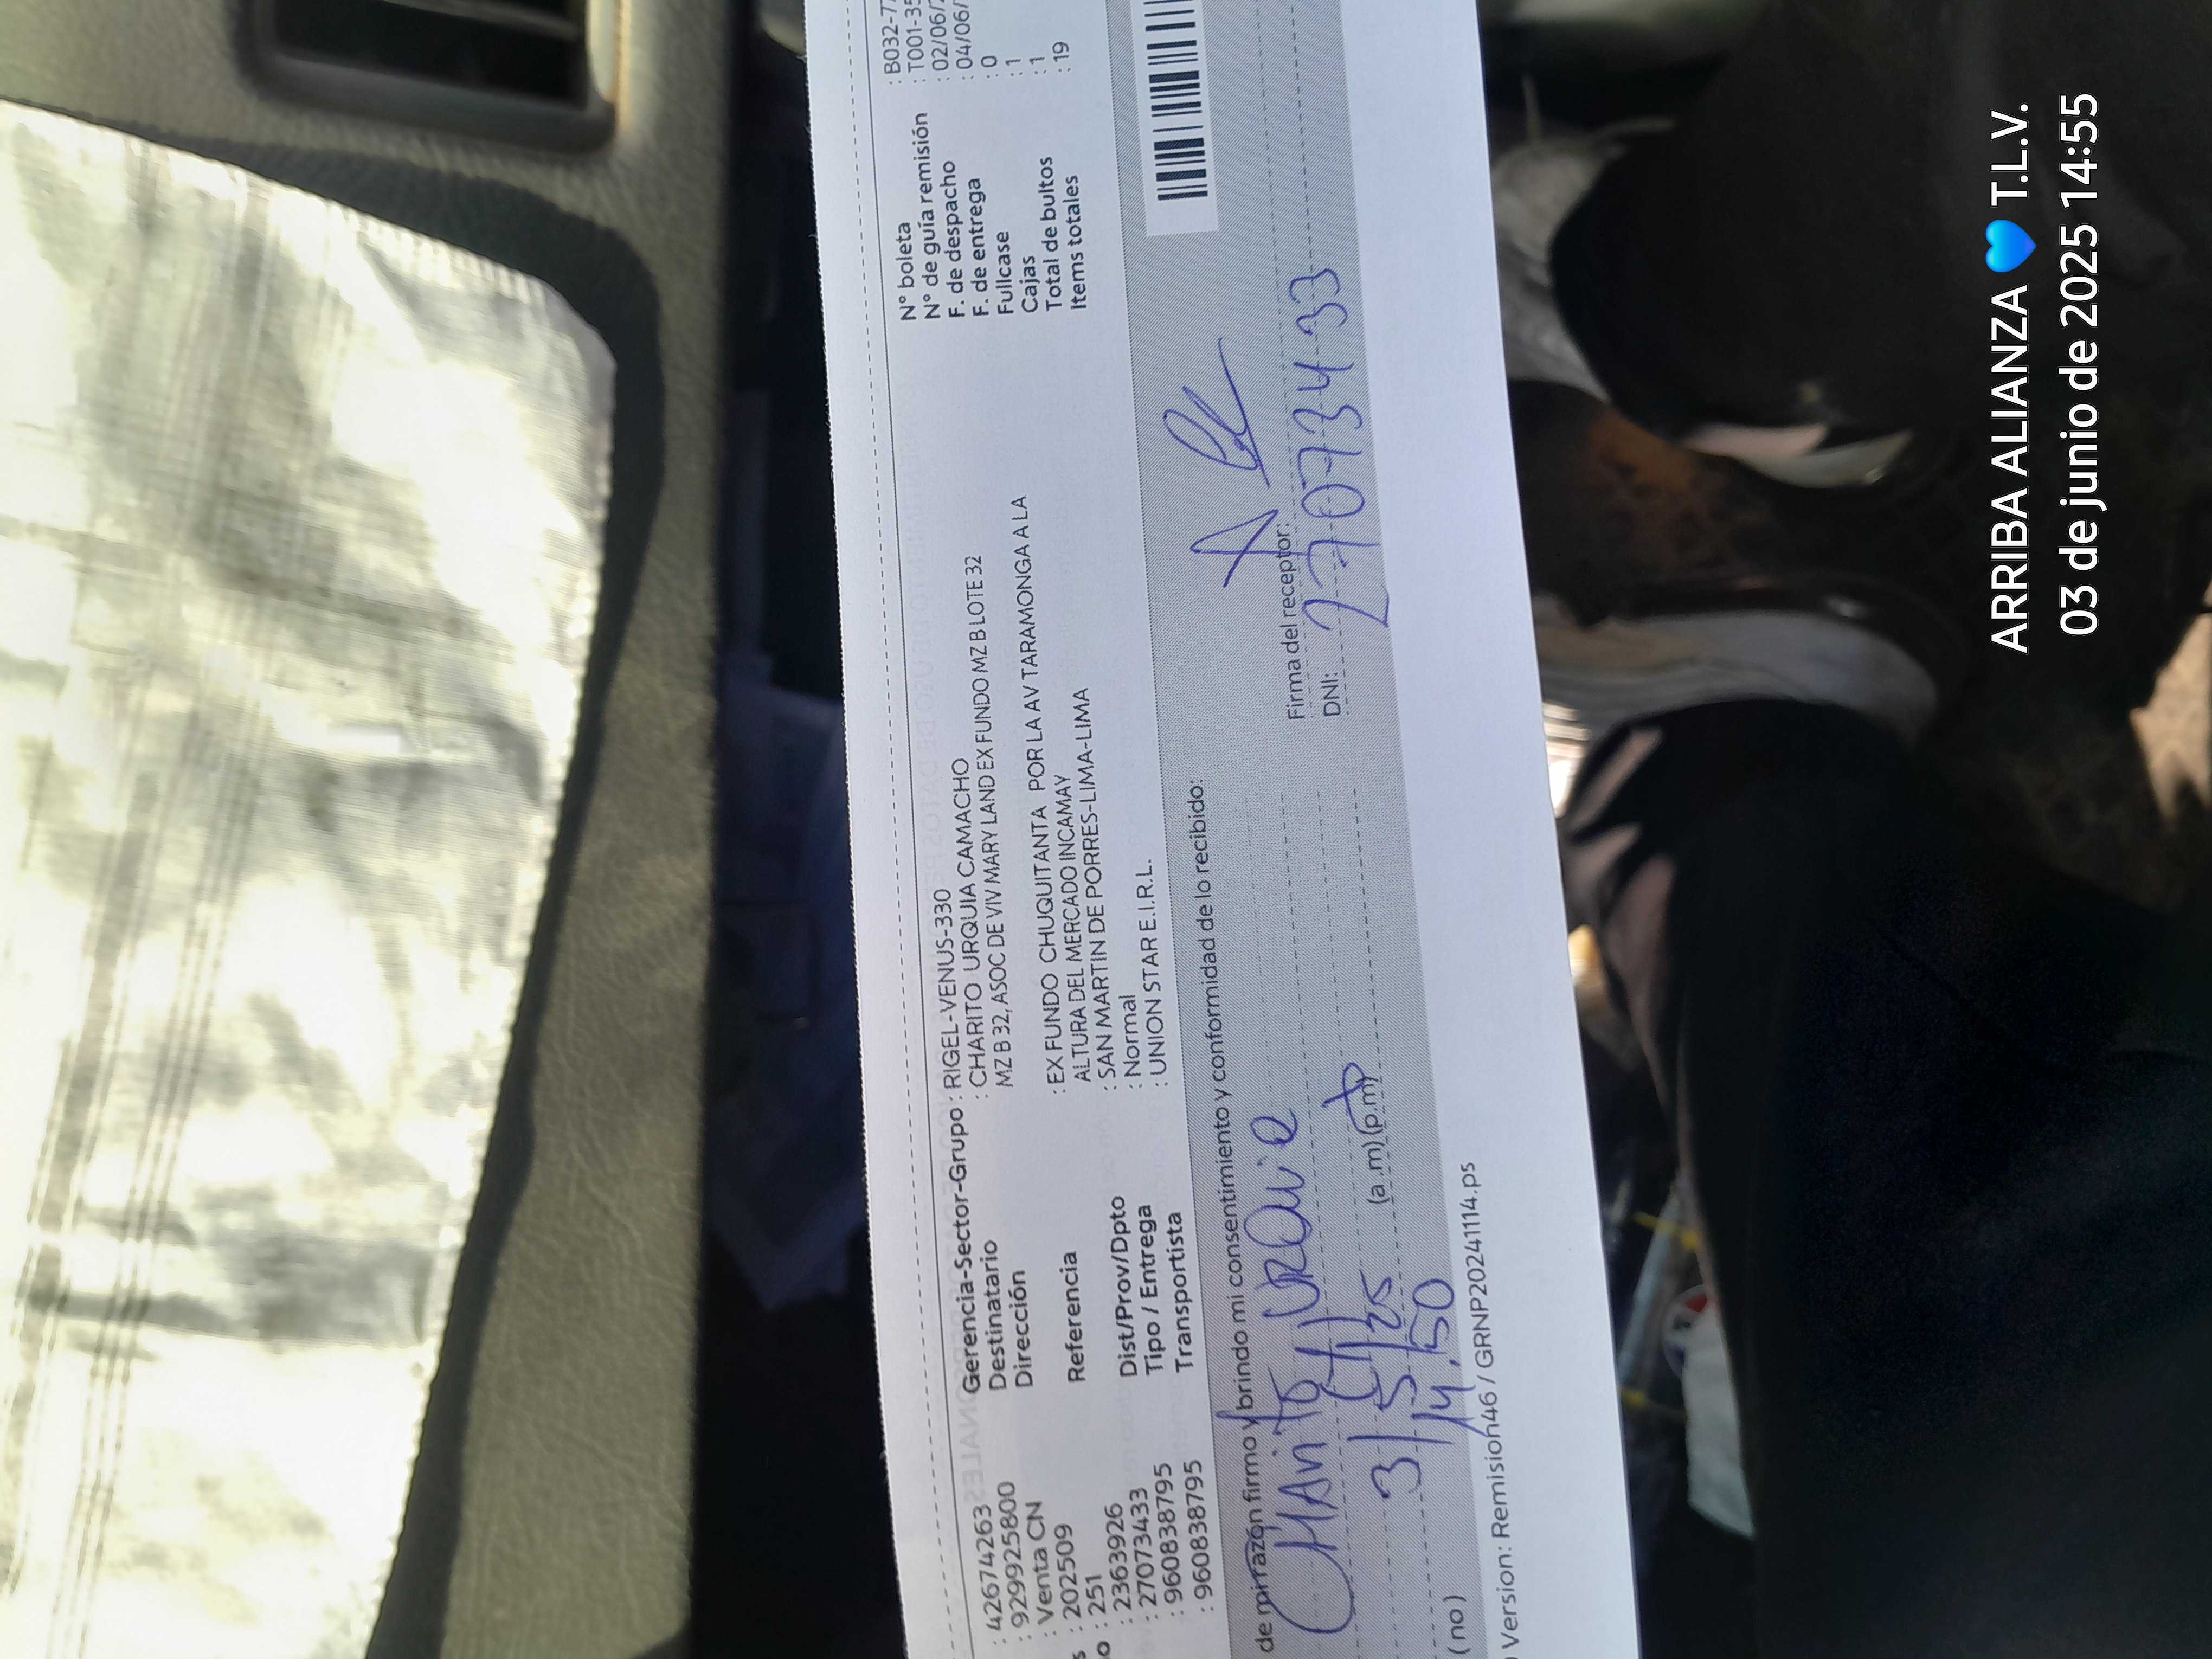 : 42674263
: 929925800
: Venta CN
: 202509
: 251
: 2363926
: 27073433
: 960838795
: 960838795
Gerencia-Sector-Grupo : RIGEL-VENUS-330
Destinatario : CHARITO URQUIA CAMACHO
Dirección MZ B 32, ASOC DE VIV MARY LAND EX FUNDO MZ B LOTE 32
Referencia : EX FUNDO CHUQUITANTA POR LA AV TARAMONGA A LA
ALTURA DEL MERCADO INCAMAY
Dist/Prov/Dpto : SAN MARTIN DE PORRES-LIMA-LIMA
Tipo / Entrega : Normal
Transportista : UNION STAR E.I.R.L.
N° boleta : B032-7
N° de guía remisión : T001-35
F. de despacho : 02/06/
F. de entrega : 04/06/
Fullcase : 0
Cajas : 1
Total de bultos : 1
Items totales : 19
de mi razón firmo y brindo mi consentimiento y conformidad de lo recibido:
Charito
3/5/25
14:50 (a.m) (p.m)
Firma del receptor:
DNI: 27073433
(no)
Version: Remision46 / GRNP20241114.ps
ARRIBA ALIANZA 💙 T.L.V.
03 de junio de 2025 14:55